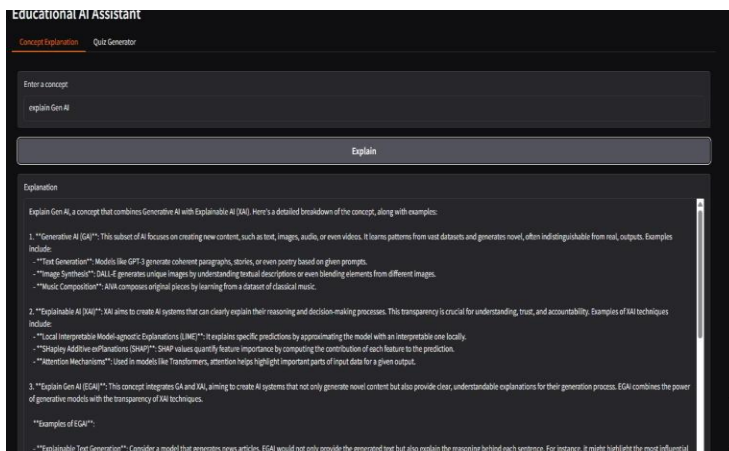 Educational AI Assistant
Concept Explanation Quiz Generator
Enter a concept
explain Gen AI
Explain
Explanation
Explain Gen AI, a concept that combines Generative AI with Explainable AI (XAI). Here's a detailed breakdown of the concept, along with examples:
1. **Generative AI (GA)**: This subset of AI focuses on creating new content, such as text, images, audio, or even videos. It learns patterns from vast datasets and generates novel, often indistinguishable from real, outputs. Examples
include:
- **Text Generation**: Models like GPT-3 generate coherent paragraphs, stories, or even poetry based on given prompts.
- **Image Synthesis**: DALL-E generates unique images by understanding textual descriptions or even blending elements from different images.
- **Music Composition**: AIVA composes original pieces by learning from a dataset of classical music.
2. **Explainable AI (XAI)**: XAI aims to create AI systems that can clearly explain their reasoning and decision-making processes. This transparency is crucial for understanding, trust, and accountability. Examples of XAI techniques
include:
- **Local Interpretable Model-agnostic Explanations (LIME)**: It explains specific predictions by approximating the model with an interpretable one locally.
- **SHapley Additive exPlanations (SHAP)**: SHAP values quantify feature importance by computing the contribution of each feature to the prediction.
- **Attention Mechanisms**: Used in models like Transformers, attention helps highlight important parts of input data for a given output.
3. **Explain Gen AI (EGAI)**: This concept integrates GA and XAI, aiming to create AI systems that not only generate novel content but also provide clear, understandable explanations for their generation process. EGAI combines the power
of generative models with the transparency of XAI techniques.
**Examples of EGAI**:
- **Explainable Text Generation**: Consider a model that generates news articles. EGAI would not only provide the generated text but also explain the reasoning behind each sentence. For instance, it might highlight the most influential